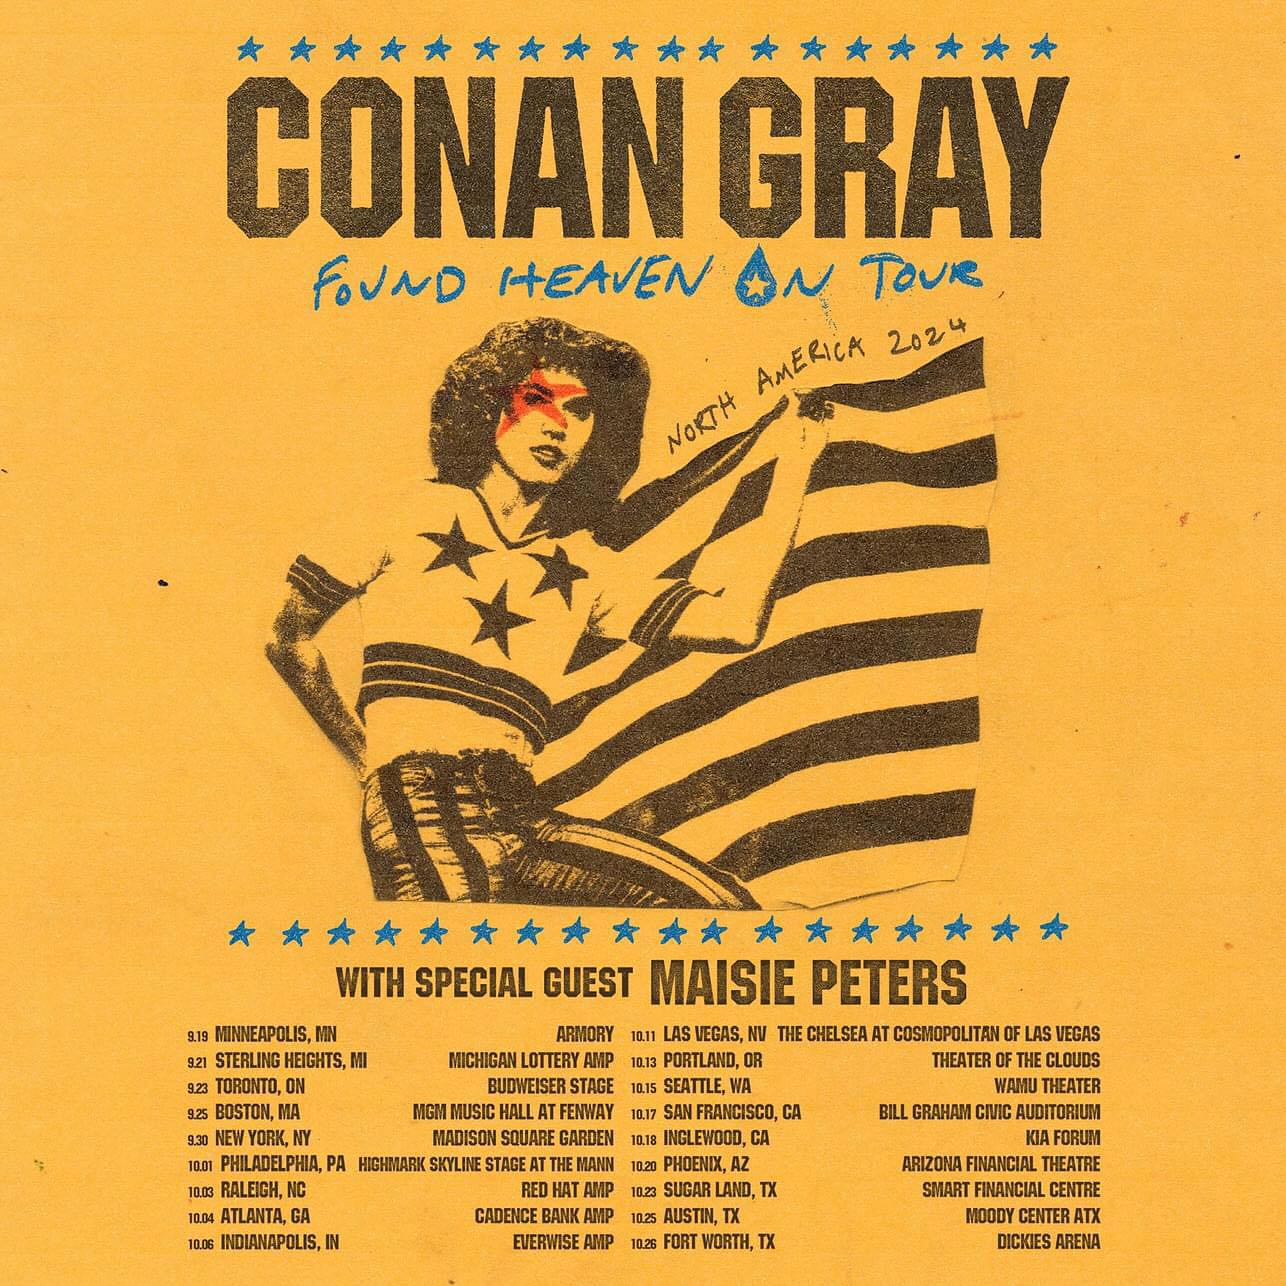 CONAN GRAY
FOUND HEAVEN ON TOUR
NORTH AMERICA 2024
WITH SPECIAL GUEST MAISIE PETERS
9.19 MINNEAPOLIS, MN ARMORY
9.21 STERLING HEIGHTS, MI MICHIGAN LOTTERY AMP
9.23 TORONTO, ON BUDWEISER STAGE
9.25 BOSTON, MA MGM MUSIC HALL AT FENWAY
9.30 NEW YORK, NY MADISON SQUARE GARDEN
10.01 PHILADELPHIA, PA HIGHMARK SKYLINE STAGE AT THE MANN
10.03 RALEIGH, NC RED HAT AMP
10.04 ATLANTA, GA CADENCE BANK AMP
10.06 INDIANAPOLIS, IN EVERWISE AMP
10.11 LAS VEGAS, NV THE CHELSEA AT COSMOPOLITAN OF LAS VEGAS
10.13 PORTLAND, OR THEATER OF THE CLOUDS
10.15 SEATTLE, WA WAMU THEATER
10.17 SAN FRANCISCO, CA BILL GRAHAM CIVIC AUDITORIUM
10.18 INGLEWOOD, CA KIA FORUM
10.20 PHOENIX, AZ ARIZONA FINANCIAL THEATRE
10.23 SUGAR LAND, TX SMART FINANCIAL CENTRE
10.25 AUSTIN, TX MOODY CENTER ATX
10.26 FORT WORTH, TX DICKIES ARENA